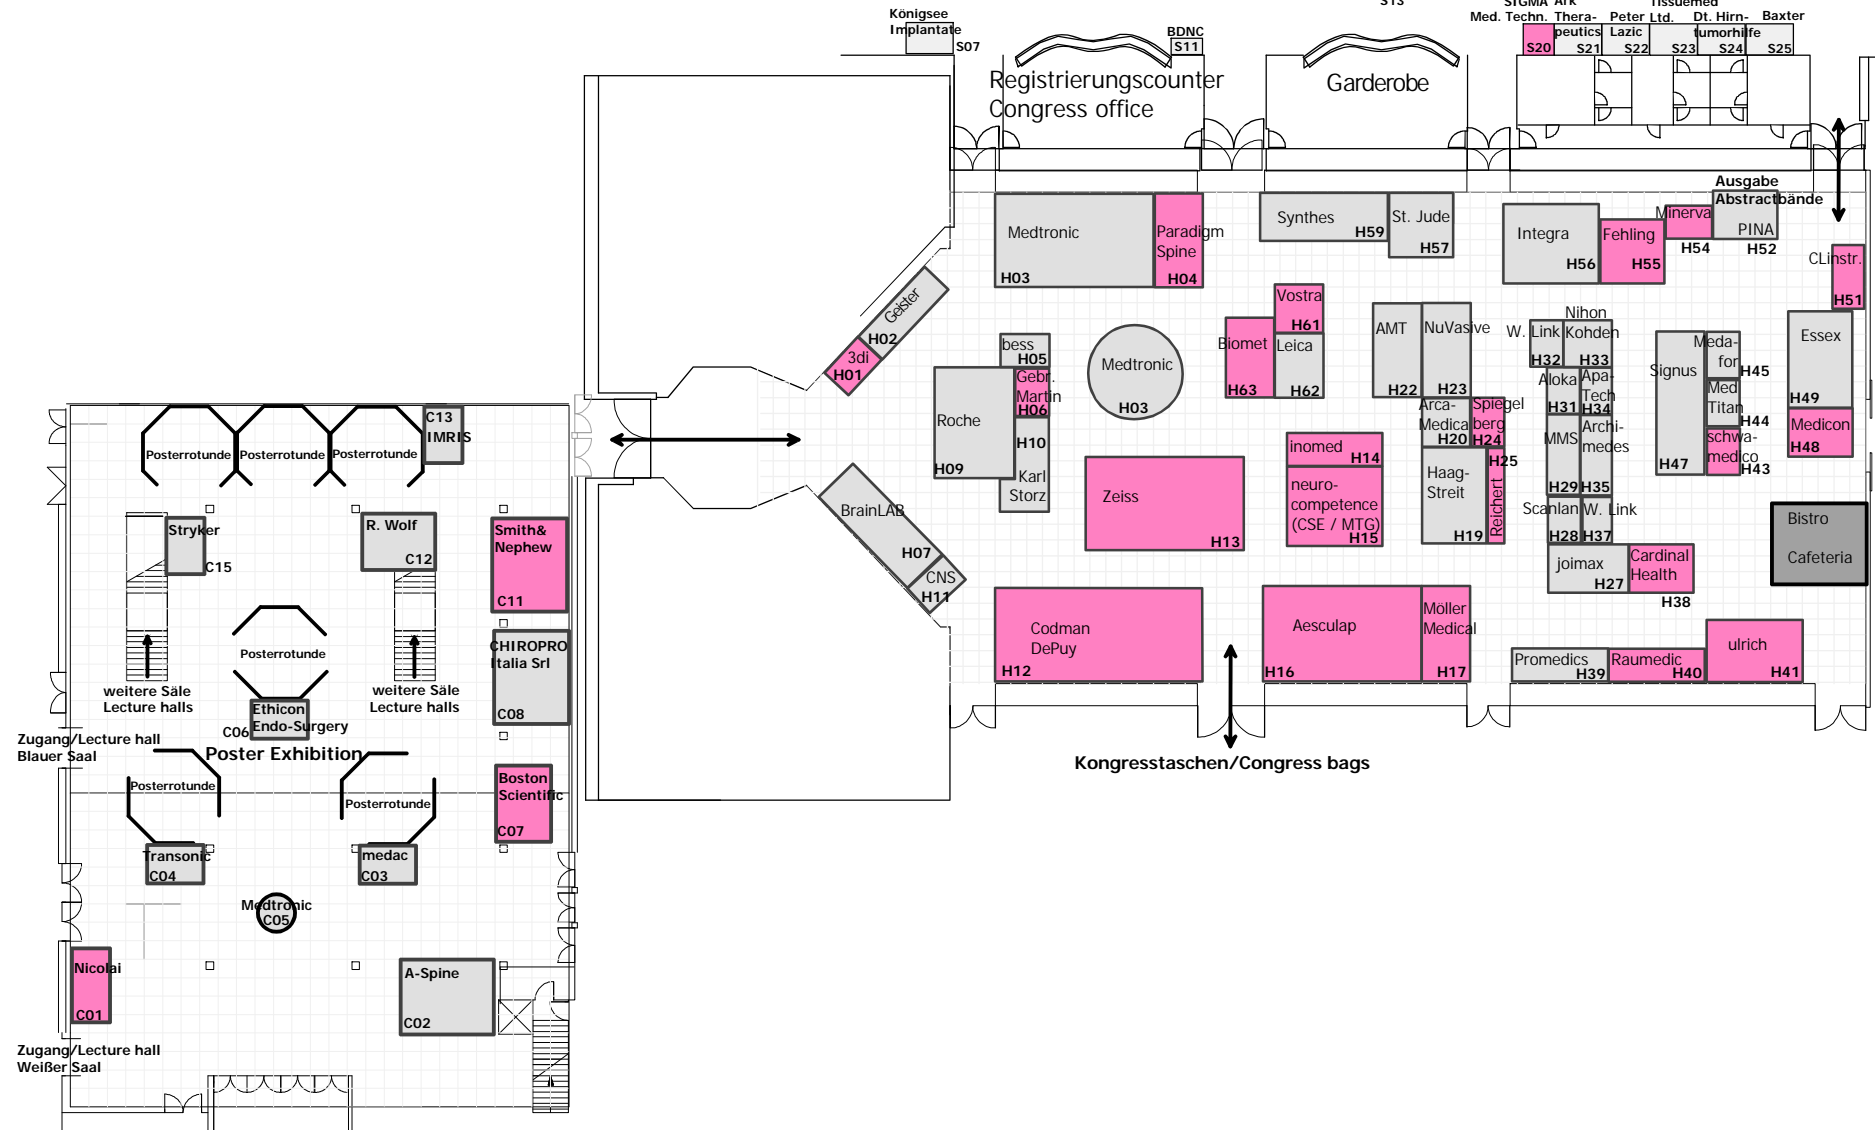 S13
SIGMA
Med. Techn.
S20
Ark
Thera-
peutics
S21
Peter
Lazic
S22
Tissuemed
Ltd.
S23
Dt. Hirn-
tumorhilfe
S24
Baxter
S25
Königsee
Implantate
S07
BDNC
S11
Registrierungscounter
Congress office
Garderobe
Ausgabe
Abstractbände
Medtronic
H03
Paradigm
Spine
H04
Synthes
H59
St. Jude
H57
Integra
H56
Fehling
H55
Minerva
H54
PINA
H52
CLinstr.
H51
Geister
H02
3di
H01
bess
H05
Gebr.
Martin
H06
Roche
H09
H10
Karl
Storz
Medtronic
H03
Vostra
H61
Biomet
H63
Leica
H62
AMT
H22
NuVasive
H23
Arca-
Medica
H20
Spiegel
berg
H24
Haag-
Streit
H19
H25
Reichert
W. Link
H32
Nihon
Kohden
H33
Aloka
H31
Apa-
Tech
H34
MMS
H29
Archi-
medes
H35
Scanlan
H28
W. Link
H37
joimax
H27
Cardinal
Health
H38
Signus
H47
Meda-
for
H45
Med
Titan
H44
schwa-
medico
H43
Essex
H49
Medicon
H48
Bistro
Cafeteria
BrainLAB
H07
CNS
H11
Zeiss
H13
inomed
H14
neuro-
competence
(CSE / MTG)
H15
Codman
DePuy
H12
Aesculap
H16
Möller
Medical
H17
Promedics
H39
Raumedic
H40
ulrich
H41
Kongresstaschen/Congress bags
C13
IMRIS
Posterrotunde
Posterrotunde
Posterrotunde
Stryker
C15
R. Wolf
C12
Smith&
Nephew
C11
Posterrotunde
CHIROPRO
Italia Srl
C08
weitere Säle
Lecture halls
weitere Säle
Lecture halls
Ethicon
Endo-Surgery
C06
Zugang/Lecture hall
Blauer Saal
Poster Exhibition
Posterrotunde
Posterrotunde
Boston
Scientific
C07
Transonic
C04
medac
C03
Medtronic
C05
Nicolai
C01
A-Spine
C02
Zugang/Lecture hall
Weißer Saal